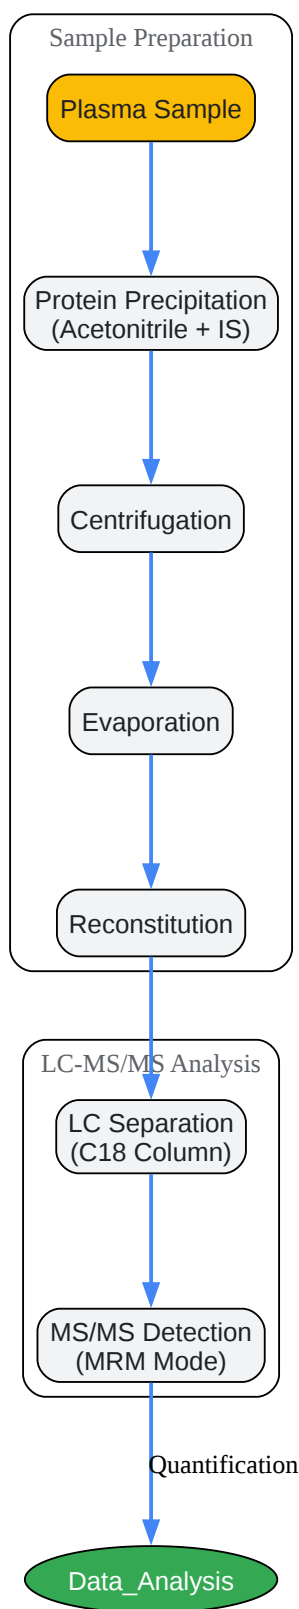 Sample Preparation
Plasma Sample
Protein Precipitation
(Acetonitrile + IS)
Centrifugation
Evaporation
Reconstitution
LC-MS/MS Analysis
LC Separation
(C18 Column)
MS/MS Detection
(MRM Mode)
Quantification
Data_Analysis